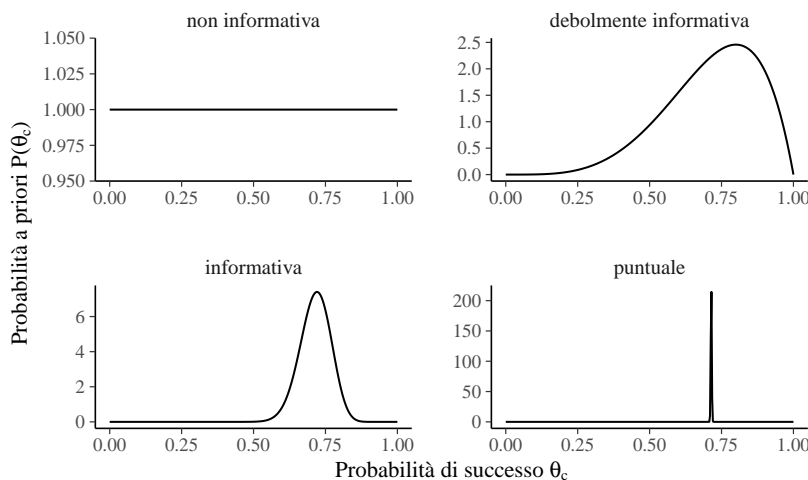 non informativa
debolmente informativa
1.050
1.025
1.000
0.975
0.950
0.00 0.25 0.50 0.75 1.00
2.5
2.0
1.5
1.0
0.5
0.0
0.00 0.25 0.50 0.75 1.00
Probabilità a priori P(θc)
informativa
puntuale
6
4
2
0
0.00 0.25 0.50 0.75 1.00
200
150
100
50
0
0.00 0.25 0.50 0.75 1.00
Probabilità di successo θc